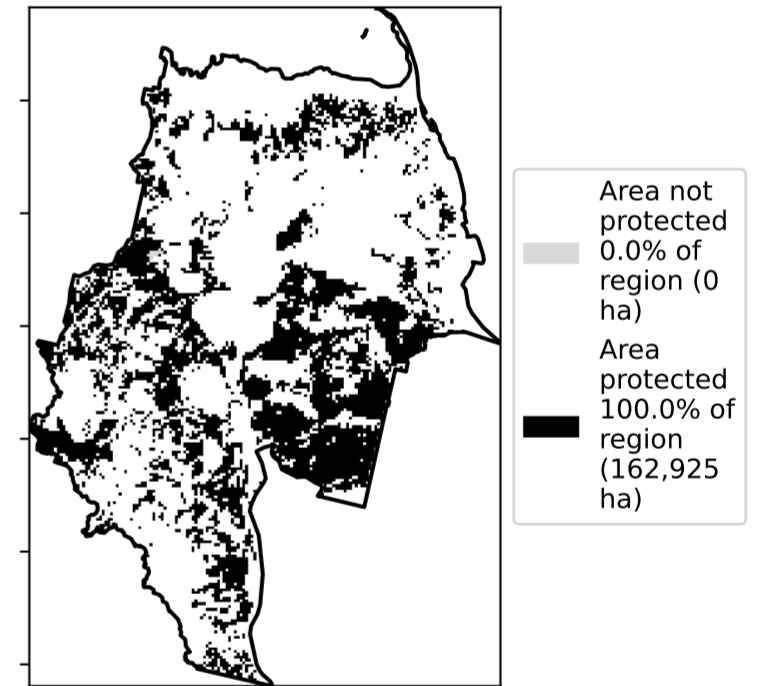 Area not
protected
0.0% of
region (0
ha)
Area
protected
100.0% of
region
(162,925
ha)